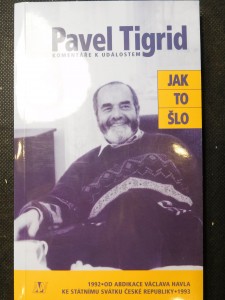 Pavel Tigrid
KOMENTÁŘE K UDÁLOSTEM
JAK
TO
ŠLO
1992•OD ABDIKACE VÁCLAVA HAVLA
KE STÁTNÍMU SVÁTKU ČESKÉ REPUBLIKY•1993